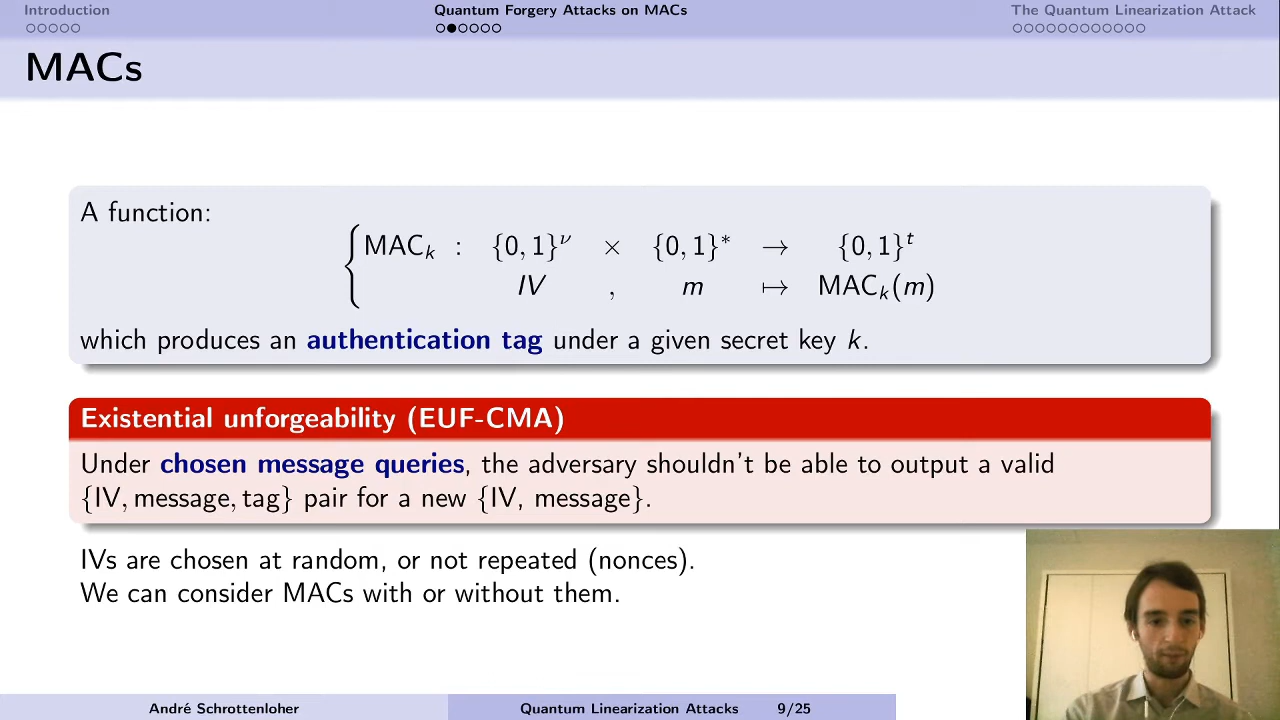 Introduction
Quantum Forgery Attacks on MACs
The Quantum Linearization Attack
MACs
A function:
MACₖ : {0, 1}^ν × {0, 1}* → {0, 1}^t
IV , m ↦ MACₖ(m)
which produces an authentication tag under a given secret key k.
Existential unforgeability (EUF-CMA)
Under chosen message queries, the adversary shouldn't be able to output a valid
{IV, message, tag} pair for a new {IV, message}.
IVs are chosen at random, or not repeated (nonces).
We can consider MACs with or without them.
André Schrottenloher
Quantum Linearization Attacks 9/25